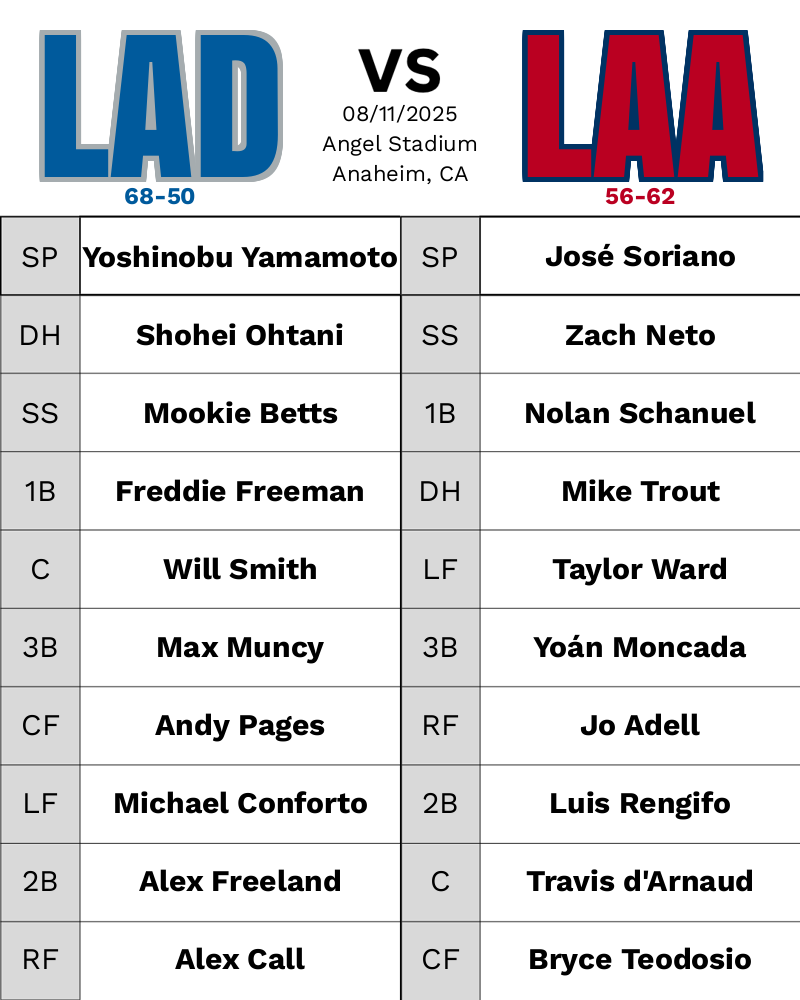 LAD
VS
LAA
08/11/2025
Angel Stadium
Anaheim, CA
68-50
56-62
SP Yoshinobu Yamamoto SP José Soriano
DH Shohei Ohtani SS Zach Neto
SS Mookie Betts 1B Nolan Schanuel
1B Freddie Freeman DH Mike Trout
C Will Smith LF Taylor Ward
3B Max Muncy 3B Yoán Moncada
CF Andy Pages RF Jo Adell
LF Michael Conforto 2B Luis Rengifo
2B Alex Freeland C Travis d'Arnaud
RF Alex Call CF Bryce Teodosio